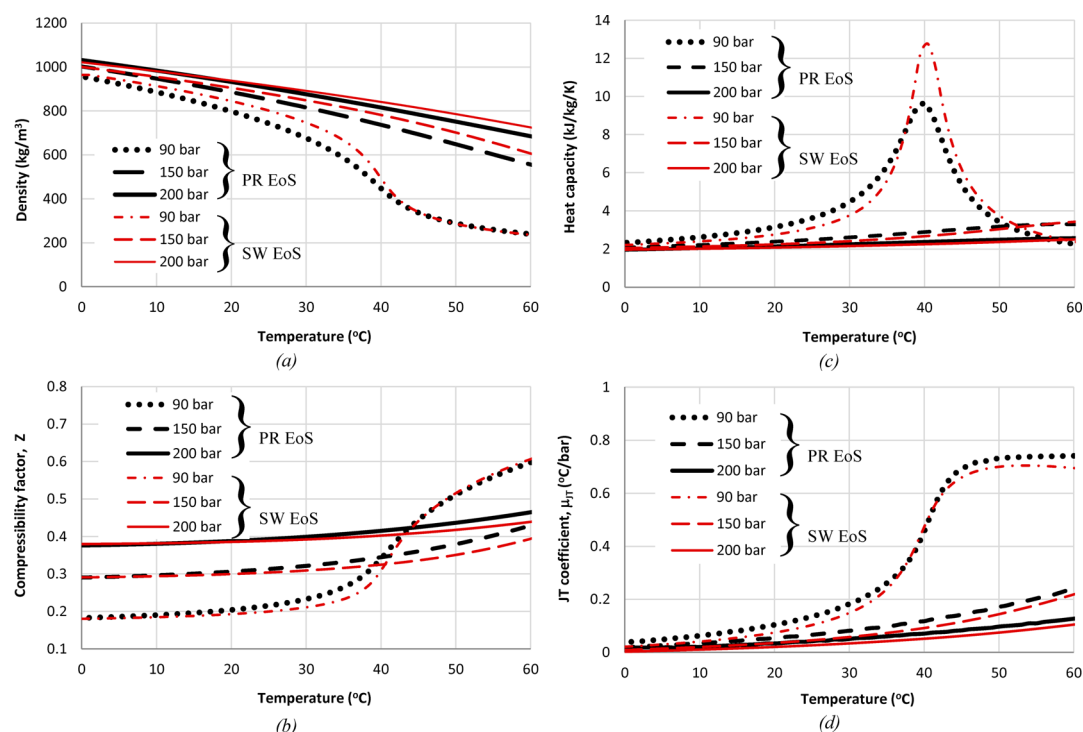 Density (kg/m³)
1200
1000
800
600
400
200
0
90 bar
150 bar
200 bar
PR EoS
90 bar
150 bar
200 bar
SW EoS
0 10 20 30 40 50 60
Temperature (°C)
(a)
Heat capacity (kJ/kg/K)
14
12
10
8
6
4
2
0
90 bar
150 bar
200 bar
PR EoS
90 bar
150 bar
200 bar
SW EoS
0 10 20 30 40 50 60
Temperature (°C)
(c)
Compressibility factor, Z
0.8
0.7
0.6
0.5
0.4
0.3
0.2
0.1
90 bar
150 bar
200 bar
PR EoS
90 bar
150 bar
200 bar
SW EoS
0 10 20 30 40 50 60
Temperature (°C)
(b)
JT coefficient, μJT (°C/bar)
1
0.8
0.6
0.4
0.2
0
90 bar
150 bar
200 bar
PR EoS
90 bar
150 bar
200 bar
SW EoS
0 10 20 30 40 50 60
Temperature (°C)
(d)